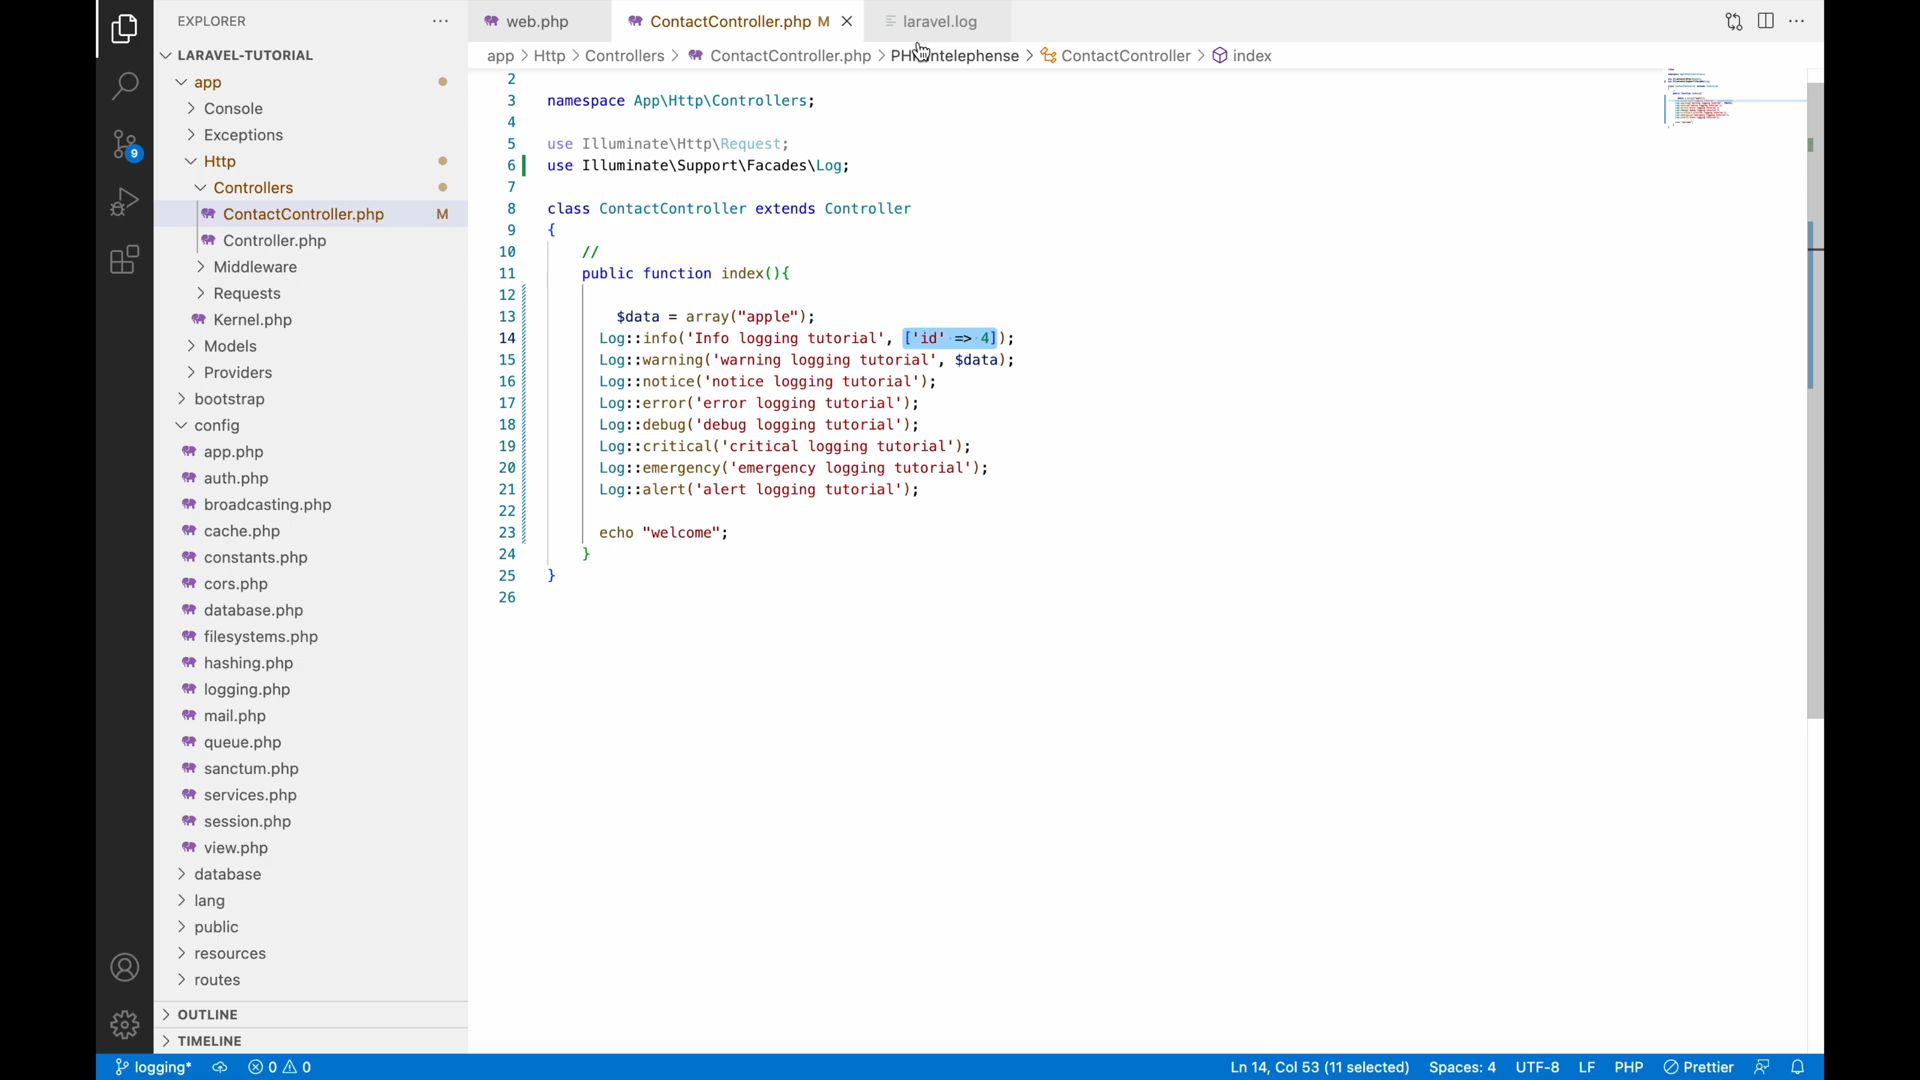 EXPLORER
LARAVEL-TUTORIAL
app
Console
Exceptions
Http
Controllers
ContactController.php M
Controller.php
Middleware
Requests
Kernel.php
Models
Providers
bootstrap
config
app.php
auth.php
broadcasting.php
cache.php
constants.php
cors.php
database.php
filesystems.php
hashing.php
logging.php
mail.php
queue.php
sanctum.php
services.php
session.php
view.php
database
lang
public
resources
routes
OUTLINE
TIMELINE
9
web.php
ContactController.php M
laravel.log
app > Http > Controllers > ContactController.php > PHP Intelephense > ContactController > index
2
3 namespace App\Http\Controllers;
4
5 use Illuminate\Http\Request;
6 use Illuminate\Support\Facades\Log;
7
8 class ContactController extends Controller
9 {
10 //
11 public function index(){
12
13 $data = array("apple");
14 Log::info('Info logging tutorial', ['id' => 4]);
15 Log::warning('warning logging tutorial', $data);
16 Log::notice('notice logging tutorial');
17 Log::error('error logging tutorial');
18 Log::debug('debug logging tutorial');
19 Log::critical('critical logging tutorial');
20 Log::emergency('emergency logging tutorial');
21 Log::alert('alert logging tutorial');
22
23 echo "welcome";
24 }
25 }
26
logging* 0 0 Ln 14, Col 53 (11 selected) Spaces: 4 UTF-8 LF PHP Prettier